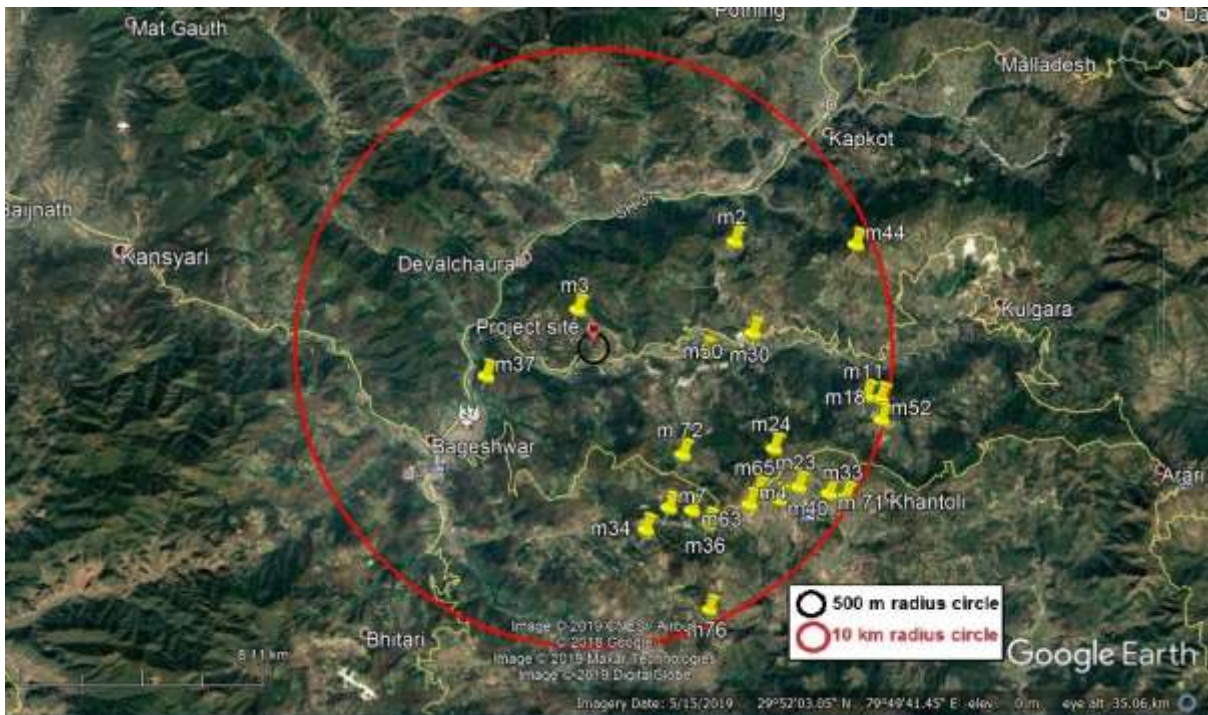 Mat Gauth
Malladesh
Kapkot
Baijnath
m2
m44
Kansyari
Devalchaura
m3
Kulgara
Project site
m50
m30
m37
m11
m18
m52
m24
m 72
Bageshwar
m65
m23
m33
Arari
m7
m4
m40
m 71
Khantoli
m34
m63
m36
500 m radius circle
m76
Bhitari
10 km radius circle
8.11 km
Image © 2019 CNES / Airbus
© 2018 Google
Image © 2019 Maxar Technologies
Image © 2019 DigitalGlobe
Google Earth
Imagery Date: 5/15/2019 29°52'03.05" N 79°49'41.45" E elev 0 m eye alt 35.06 km